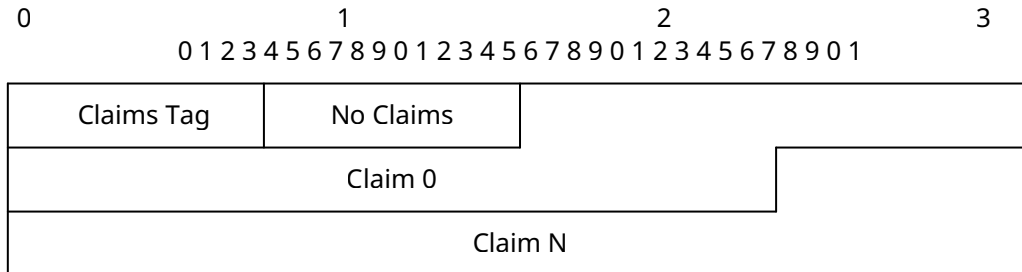 0 1 2 3
0 1 2 3 4 5 6 7 8 9 0 1 2 3 4 5 6 7 8 9 0 1 2 3 4 5 6 7 8 9 0 1
Claims Tag No Claims
Claim 0
Claim N